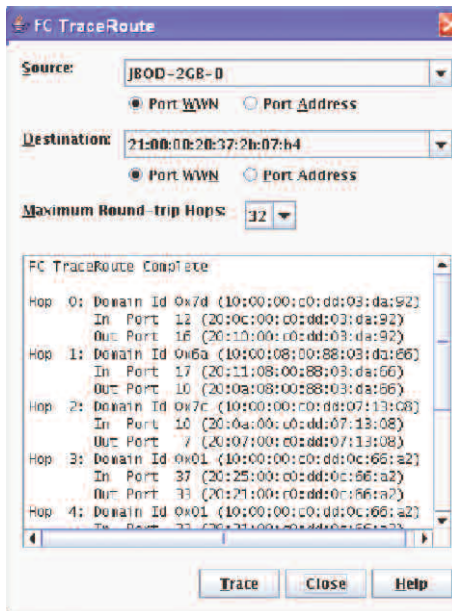 FC TraceRoute
Source:
JBOD-2GB-0
Port WWN Port Address
Destination:
21:00:00:20:37:2b:07:b4
Port WWN Port Address
Maximum Round-trip Hops:
32
FC TraceRoute Complete
Hop 0: Domain Id 0x7d (10:00:00:c0:dd:03:da:92)
In Port 12 (20:0c:00:c0:dd:03:da:92)
Out Port 16 (20:10:00:c0:dd:03:da:92)
Hop 1: Domain Id 0x6a (10:00:08:00:88:03:da:66)
In Port 17 (20:11:08:00:88:03:da:66)
Out Port 10 (20:0a:08:00:88:03:da:66)
Hop 2: Domain Id 0x7c (10:00:00:c0:dd:07:13:08)
In Port 10 (20:0a:00:c0:dd:07:13:08)
Out Port 7 (20:07:00:c0:dd:07:13:08)
Hop 3: Domain Id 0x01 (10:00:00:c0:dd:0c:66:a2)
In Port 37 (20:25:00:c0:dd:0c:66:a2)
Out Port 33 (20:21:00:c0:dd:0c:66:a2)
Hop 4: Domain Id 0x01 (10:00:00:c0:dd:0c:66:a2)
In Port
Trace Close Help